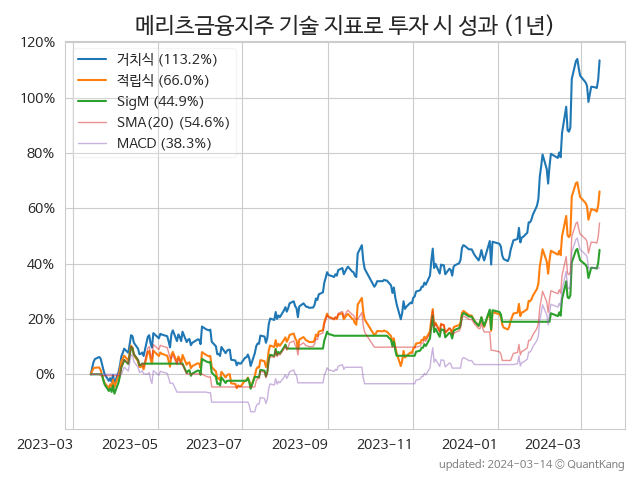 메리츠금융지주 기술 지표로 투자 시 성과 (1년)
120%
100%
80%
60%
40%
20%
0%
거치식 (113.2%)
적립식 (66.0%)
SigM (44.9%)
SMA(20) (54.6%)
MACD (38.3%)
2023-03 2023-05 2023-07 2023-09 2023-11 2024-01 2024-03
updated: 2024-03-14 © QuantKang